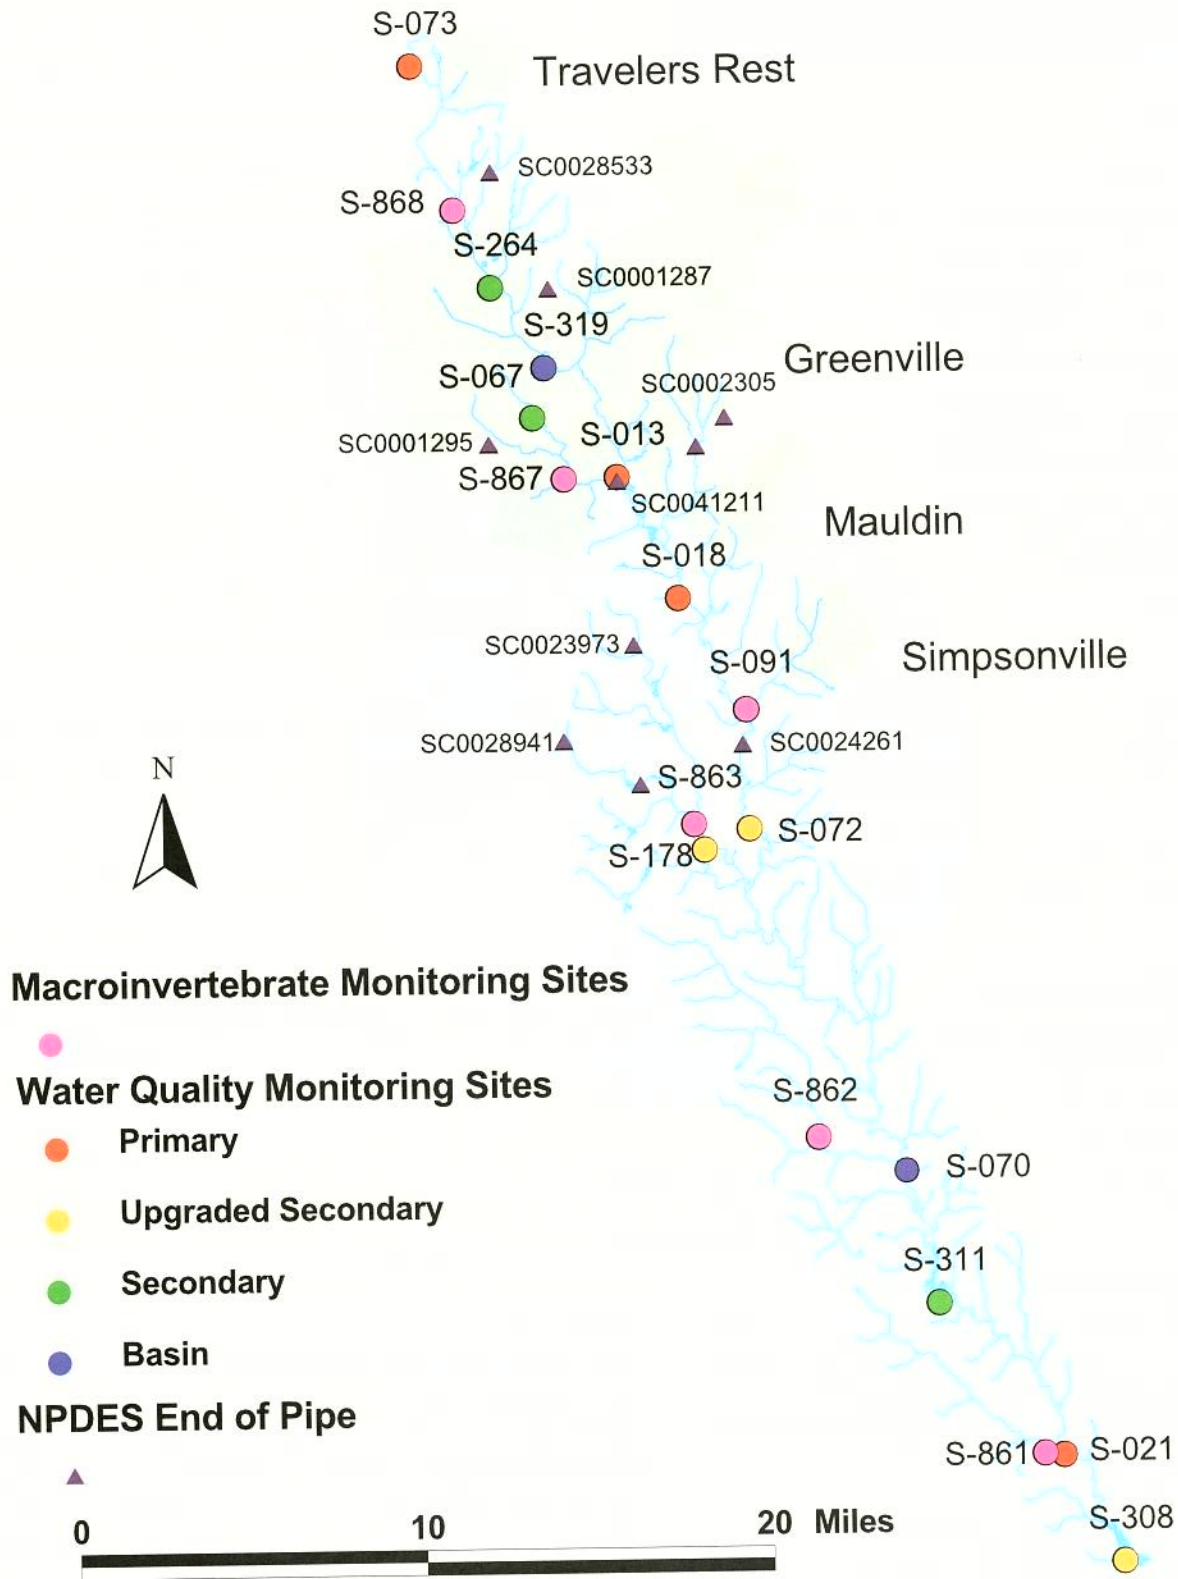 S-073
Travelers Rest
SC0028533
S-868
S-264
SC0001287
S-319
Greenville
S-067
SC0002305
S-013
SC0001295
S-867
SC0041211
Mauldin
S-018
SC0023973
S-091
Simpsonville
SC0028941
SC0024261
N
S-863
S-072
S-178
Macroinvertebrate Monitoring Sites
Water Quality Monitoring Sites
Primary
Upgraded Secondary
Secondary
Basin
NPDES End of Pipe
S-862
S-070
S-311
S-861
S-021
S-308
0 10 20 Miles